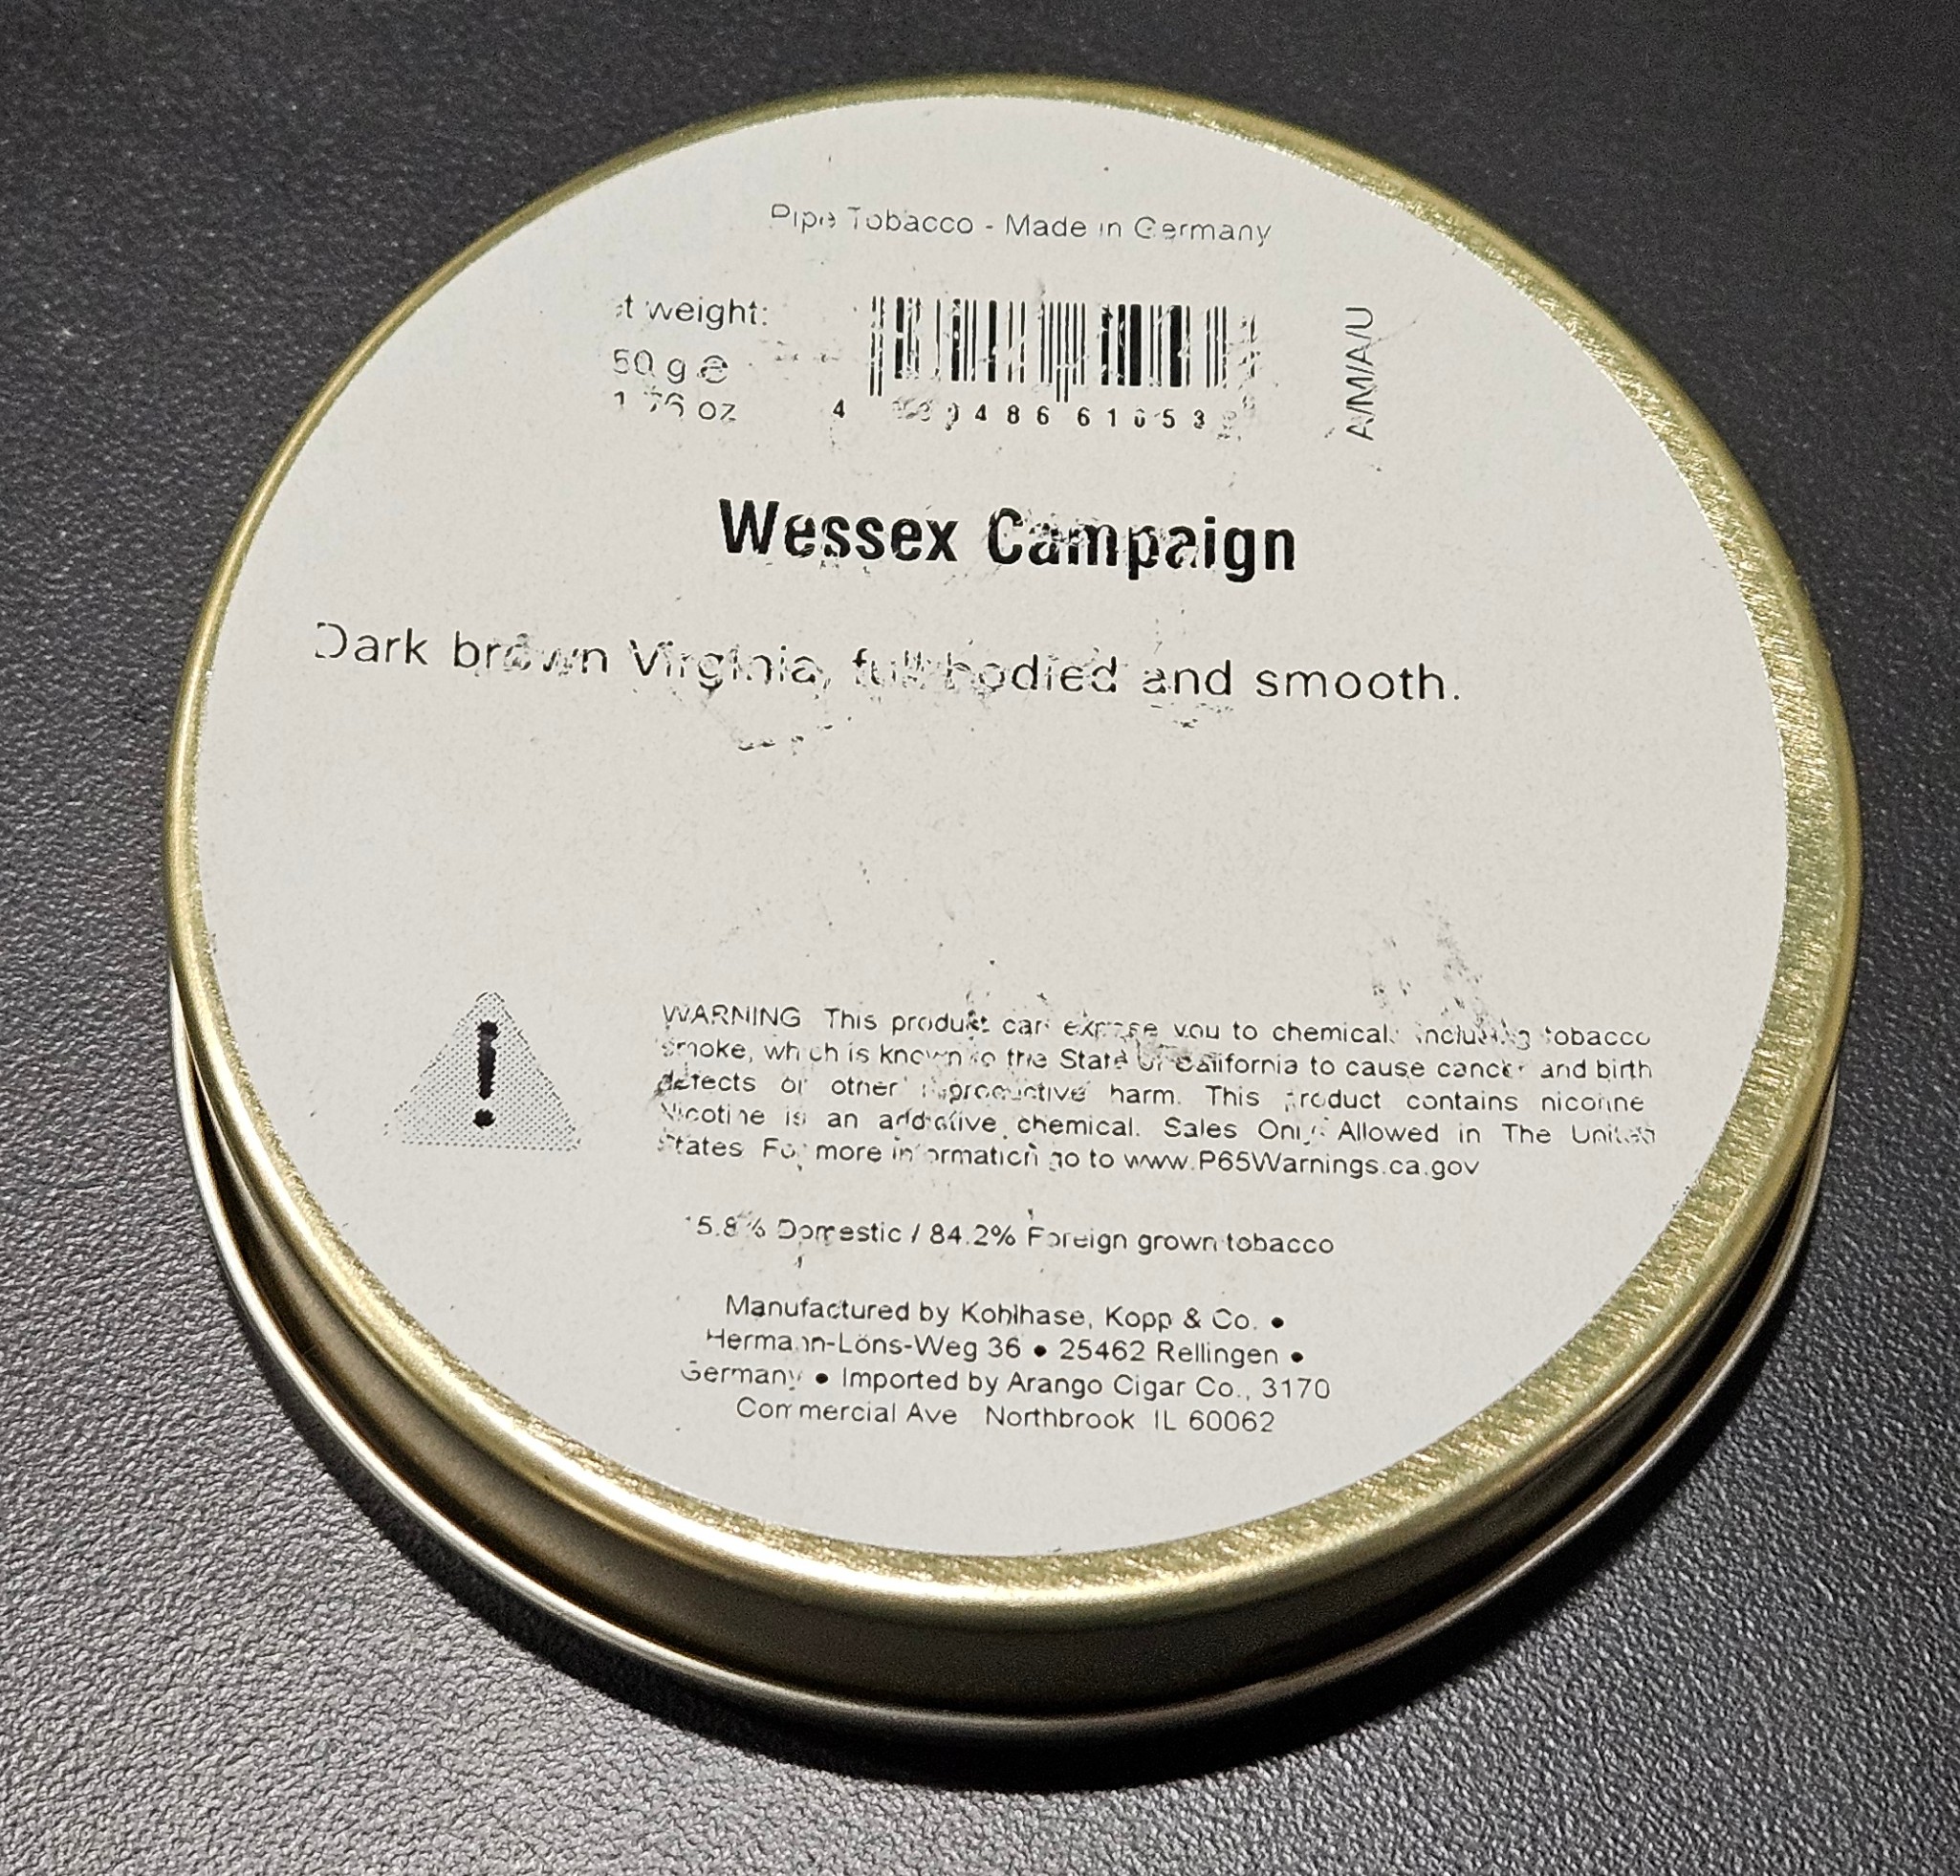 Pipe Tobacco - Made in Germany
weight:
50 g ℮
1.76 oz
A/M/A/U
Wessex Campaign
Dark brown Virginia, full bodied and smooth.
WARNING This product can expose you to chemicals including tobacco
smoke, which is known to the State of California to cause cancer and birth
defects or other reproductive harm. This product contains nicotine
Nicotine is an addictive chemical. Sales Only Allowed in The United
States For more information go to www.P65Warnings.ca.gov
15.8% Domestic / 84.2% Foreign grown tobacco
Manufactured by Kohlhase, Kopp & Co. •
Hermann-Löns-Weg 36 • 25462 Rellingen •
Germany • Imported by Arango Cigar Co., 3170
Commercial Ave Northbrook IL 60062